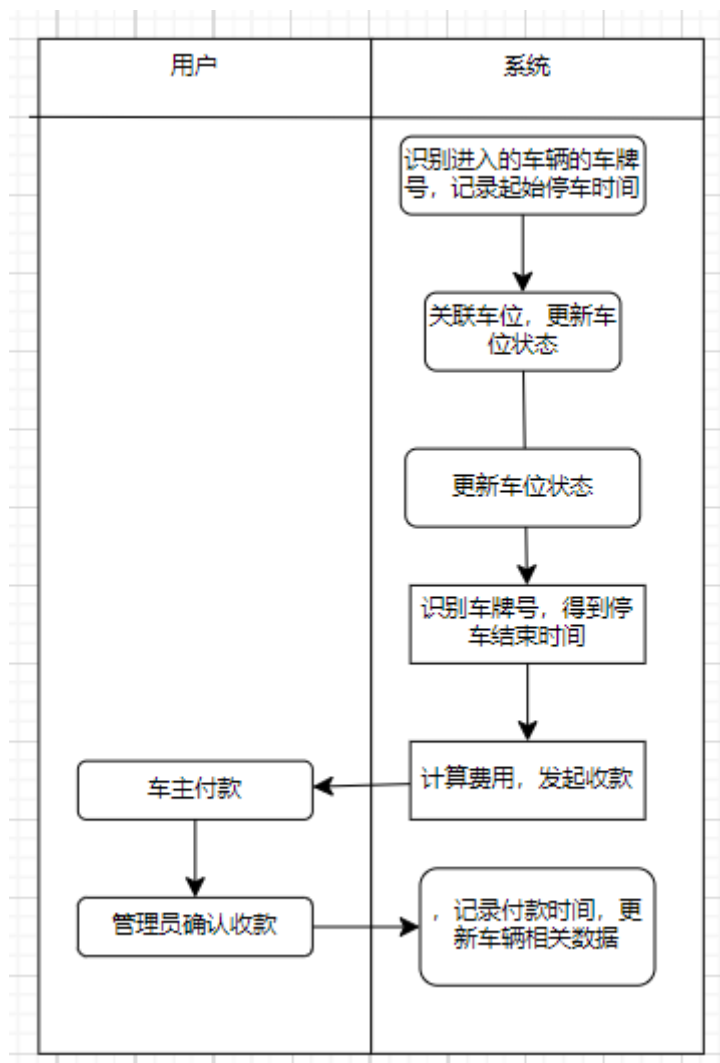 用户
系统
识别进入的车辆的车牌
号，记录起始停车时间
关联车位，更新车
位状态
更新车位状态
识别车牌号，得到停
车结束时间
计算费用，发起收款
车主付款
管理员确认收款
，记录付款时间，更
新车辆相关数据